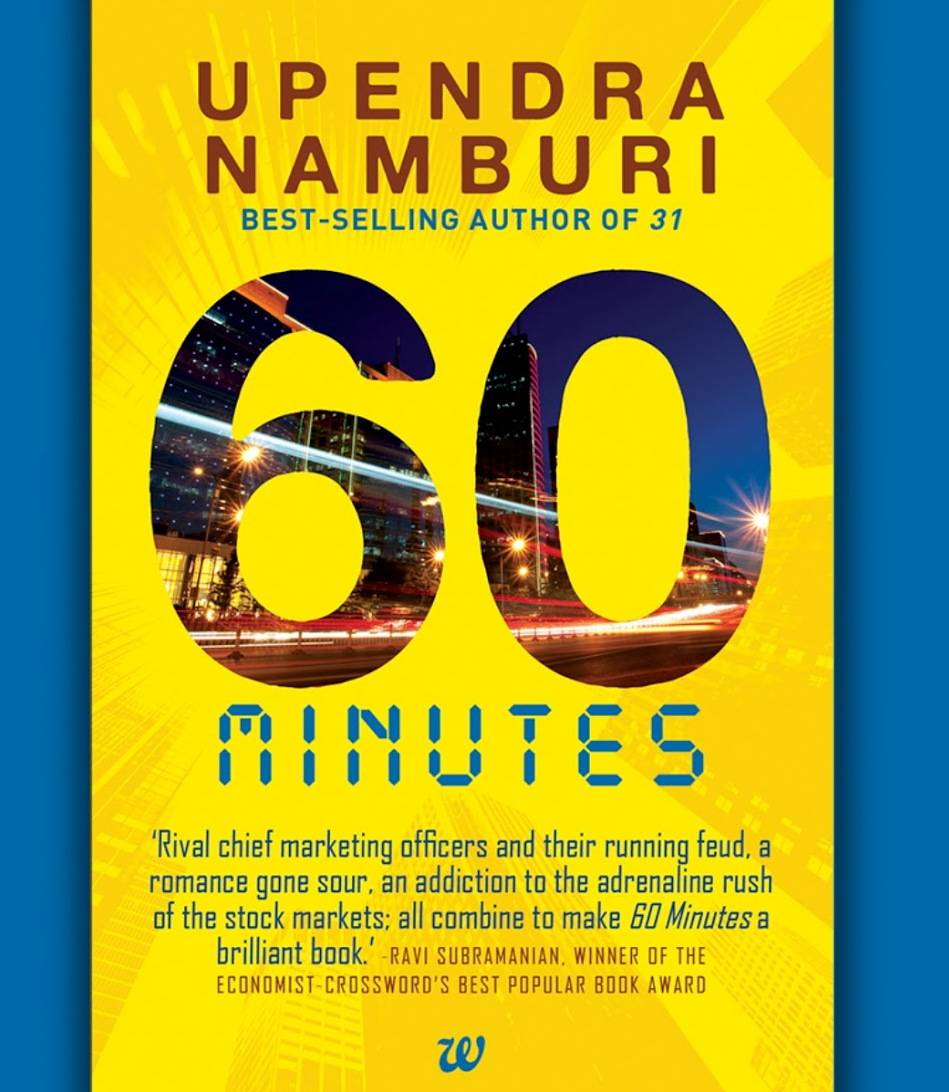 UPENDRA
NAMBURI
BEST-SELLING AUTHOR OF 31
60
MINUTES
'Rival chief marketing officers and their running feud, a
romance gone sour, an addiction to the adrenaline rush
of the stock markets; all combine to make 60 Minutes a
brilliant book.' -RAVI SUBRAMANIAN, WINNER OF THE
ECONOMIST-CROSSWORD'S BEST POPULAR BOOK AWARD
w